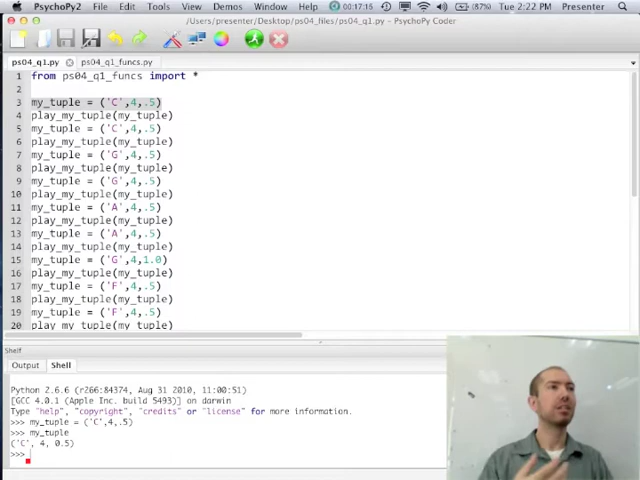 PsychoPy2 File Edit Tools View Demos Window Help 00:17:16 (87%) Tue 2:22 PM Presenter
/Users/presenter/Desktop/ps04_files/ps04_q1.py - PsychoPy Coder
ps04_q1.py ps04_q1_funcs.py
1 from ps04_q1_funcs import *
2
3 my_tuple = ('C',4,.5)
4 play_my_tuple(my_tuple)
5 my_tuple = ('C',4,.5)
6 play_my_tuple(my_tuple)
7 my_tuple = ('G',4,.5)
8 play_my_tuple(my_tuple)
9 my_tuple = ('G',4,.5)
10 play_my_tuple(my_tuple)
11 my_tuple = ('A',4,.5)
12 play_my_tuple(my_tuple)
13 my_tuple = ('A',4,.5)
14 play_my_tuple(my_tuple)
15 my_tuple = ('G',4,1.0)
16 play_my_tuple(my_tuple)
17 my_tuple = ('F',4,.5)
18 play_my_tuple(my_tuple)
19 my_tuple = ('F',4,.5)
20 play_my_tuple(my_tuple)
Shelf
Output Shell
Python 2.6.6 (r266:84374, Aug 31 2010, 11:00:51)
[GCC 4.0.1 (Apple Inc. build 5493)] on darwin
Type "help", "copyright", "credits" or "license" for more information.
>>> my_tuple = ('C',4,.5)
>>> my_tuple
('C', 4, 0.5)
>>>